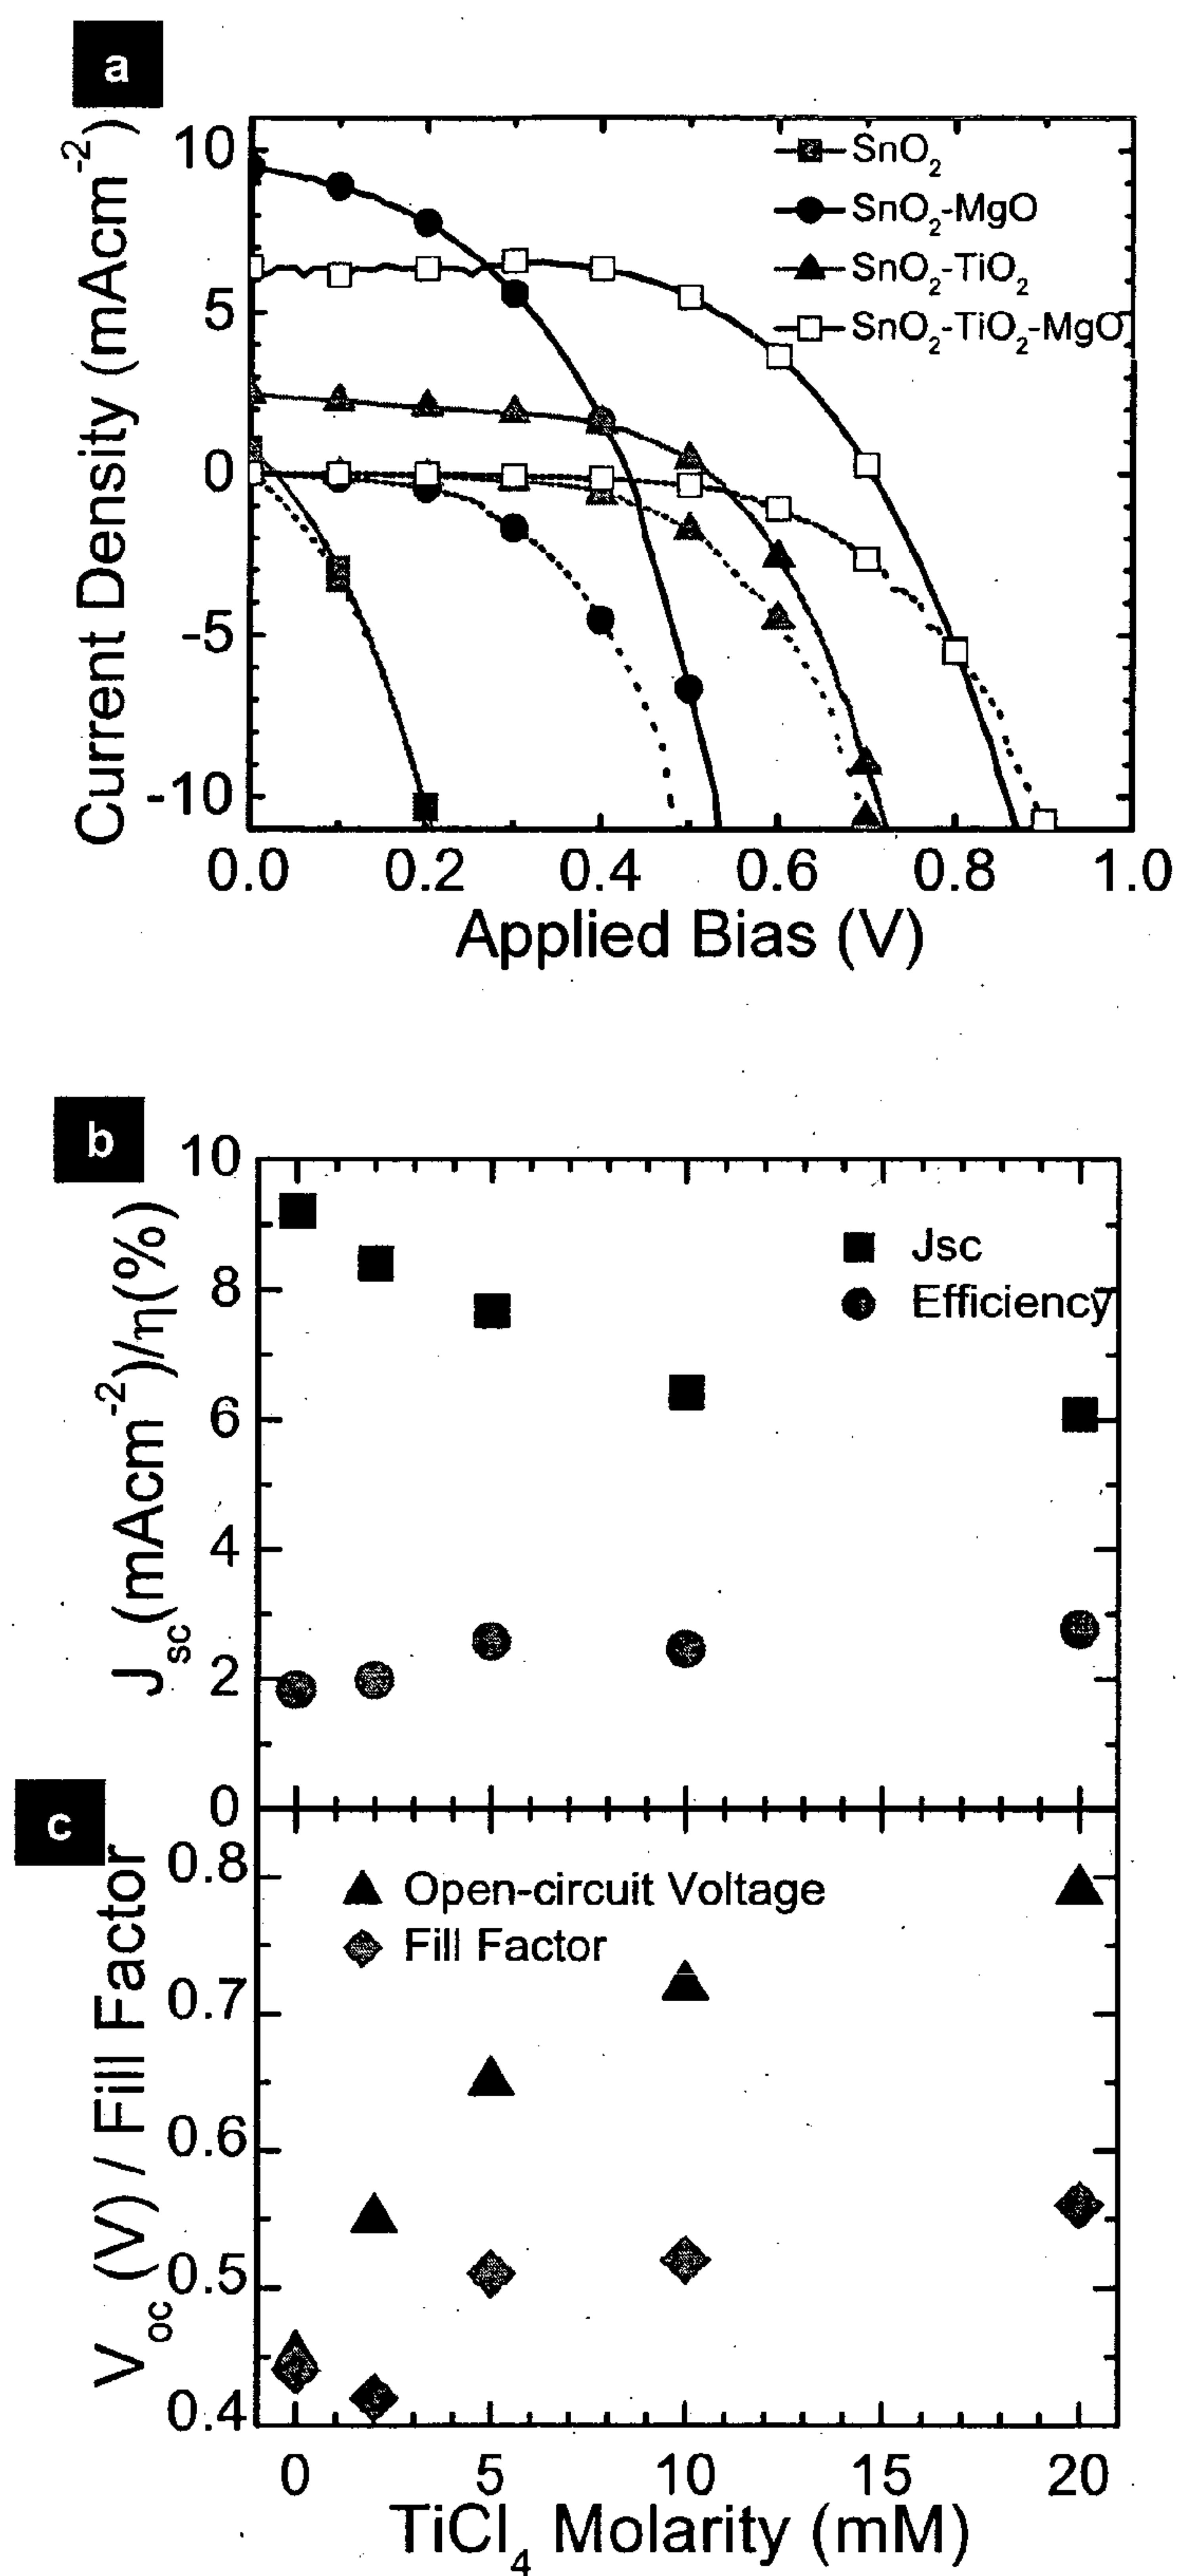 a
Current Density (mAcm⁻²)
10
5
0
-5
-10
SnO₂
SnO₂-MgO
SnO₂-TiO₂
SnO₂-TiO₂-MgO
0.0 0.2 0.4 0.6 0.8 1.0
Applied Bias (V)
b
J_sc(mAcm⁻²)/η(%)
10
8
6
4
2
0
Jsc
Efficiency
c
V_oc (V) / Fill Factor
0.8
0.7
0.6
0.5
0.4
Open-circuit Voltage
Fill Factor
0 5 10 15 20
TiCl₄ Molarity (mM)